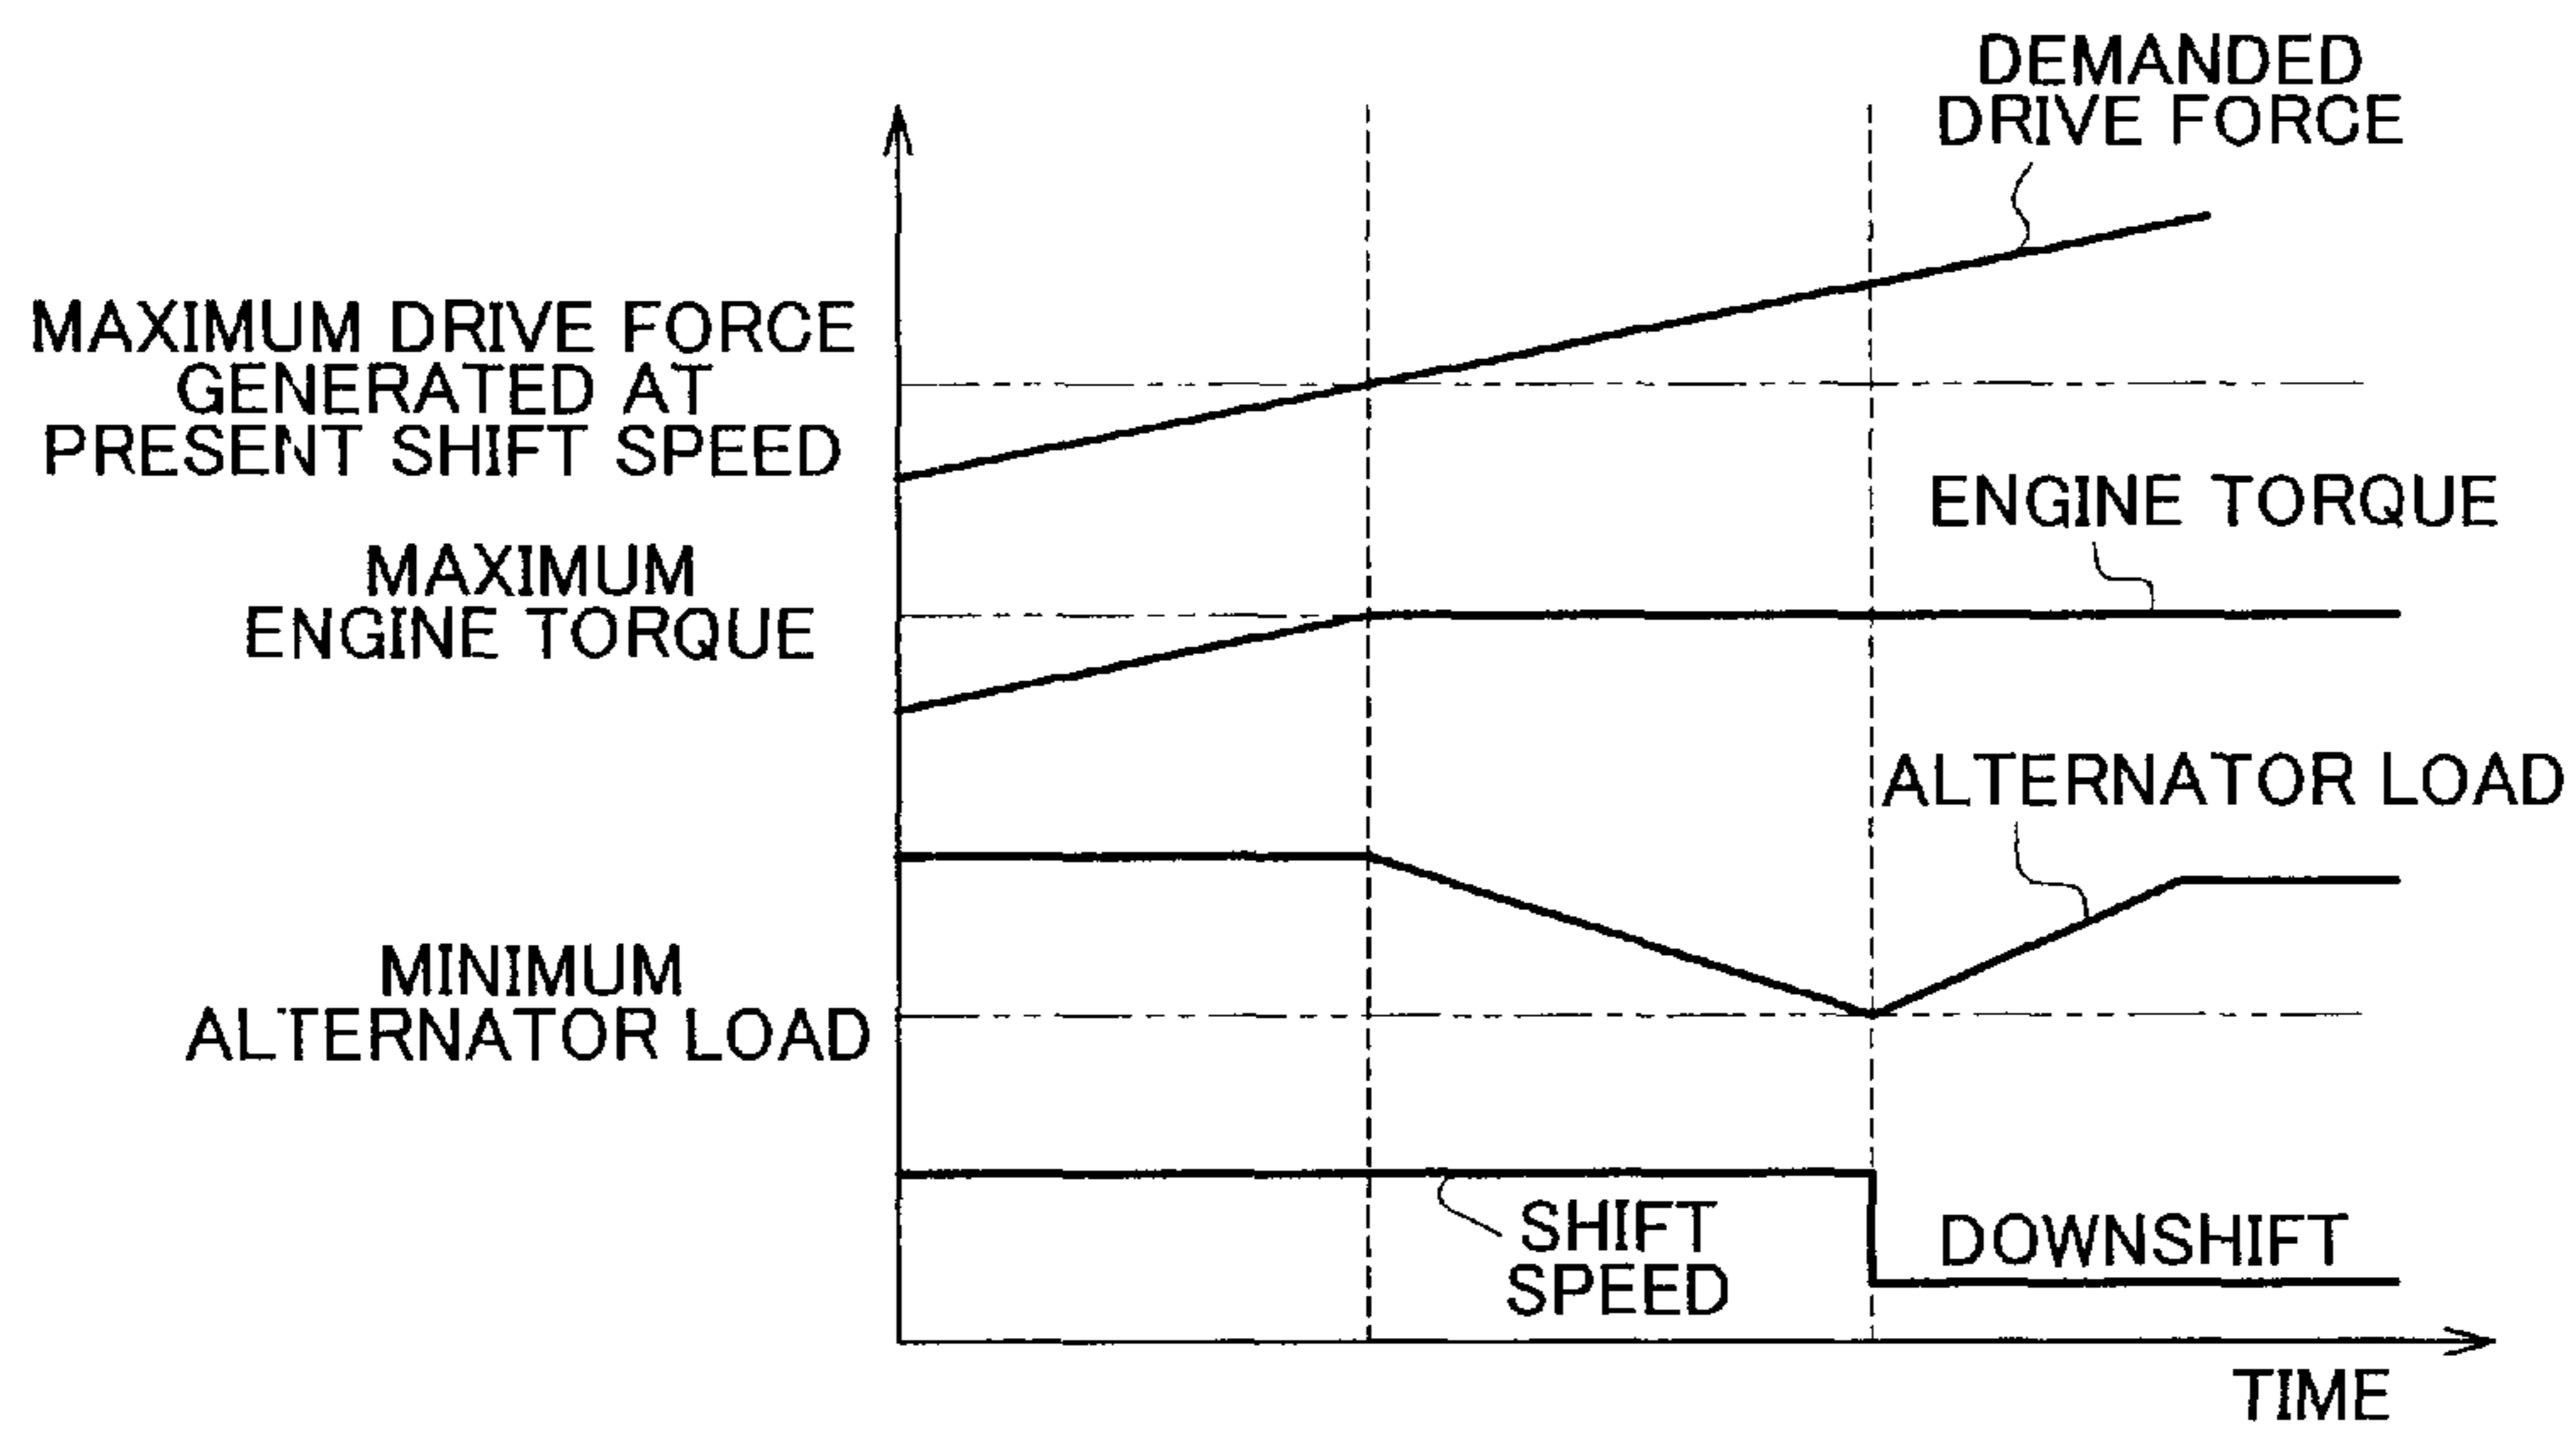 DEMANDED
DRIVE FORCE
MAXIMUM DRIVE FORCE
GENERATED AT
PRESENT SHIFT SPEED
ENGINE TORQUE
MAXIMUM
ENGINE TORQUE
ALTERNATOR LOAD
MINIMUM
ALTERNATOR LOAD
SHIFT
SPEED
DOWNSHIFT
TIME